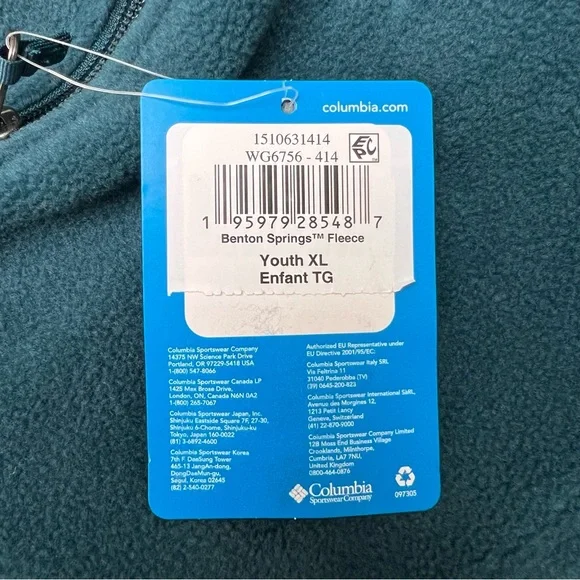 columbia.com
1510631414
WG6756 - 414
EPC
1 95979 28548 7
Benton Springs™ Fleece
Youth XL
Enfant TG
Columbia Sportswear Company
14375 NW Science Park Drive
Portland, OR 97229-5418 USA
1-(800) 547-8066
Columbia Sportswear Canada LP
1425 Max Brose Drive,
London, ON, Canada N6N 0A2
1-(800) 265-7067
Columbia Sportswear Japan, Inc.
Shinjuku Eastside Square 7F, 27-30,
Shinjuku 6-Chome, Shinjuku-ku
Tokyo, Japan 160-0022
(81) 3-6892-4600
Columbia Sportswear Korea
7th F. DaeSung Tower
465-13 JangAn-dong,
DongDaeMun-gu,
Seoul, Korea 02645
(82) 2-540-0277
Authorized EU Representative under
EU Directive 2001/95/EC:
Columbia Sportswear Italy SRL
Via Feltrina 11
31040 Pederobba (TV)
(39) 0645-200-823
Columbia Sportswear International SARL,
Avenue des Morgines 12,
1213 Petit Lancy
Geneva, Switzerland
(41) 22-870-9000
Columbia Sportswear Company Limited
12B Moss End Business Village
Crooklands, Milnthorpe,
Cumbria, LA7 7NU,
United Kingdom
0800-464-0876
Columbia
Sportswear Company
097305